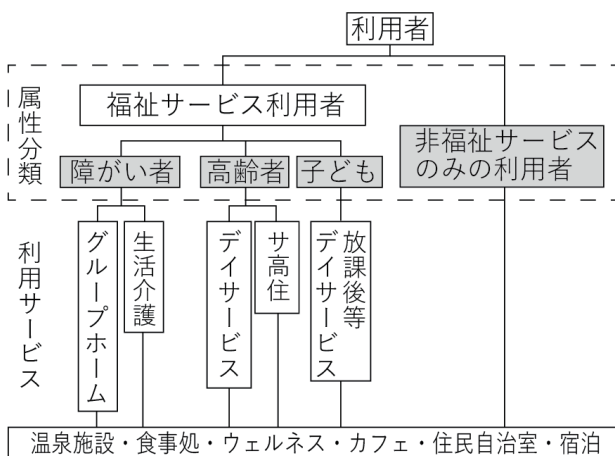 利用者
属性分類
福祉サービス利用者
非福祉サービス
のみの利用者
障がい者
高齢者
子ども
利用サービス
グループホーム
生活介護
デイサービス
サ高住
放課後等
デイサービス
温泉施設・食事処・ウェルネス・カフェ・住民自治室・宿泊